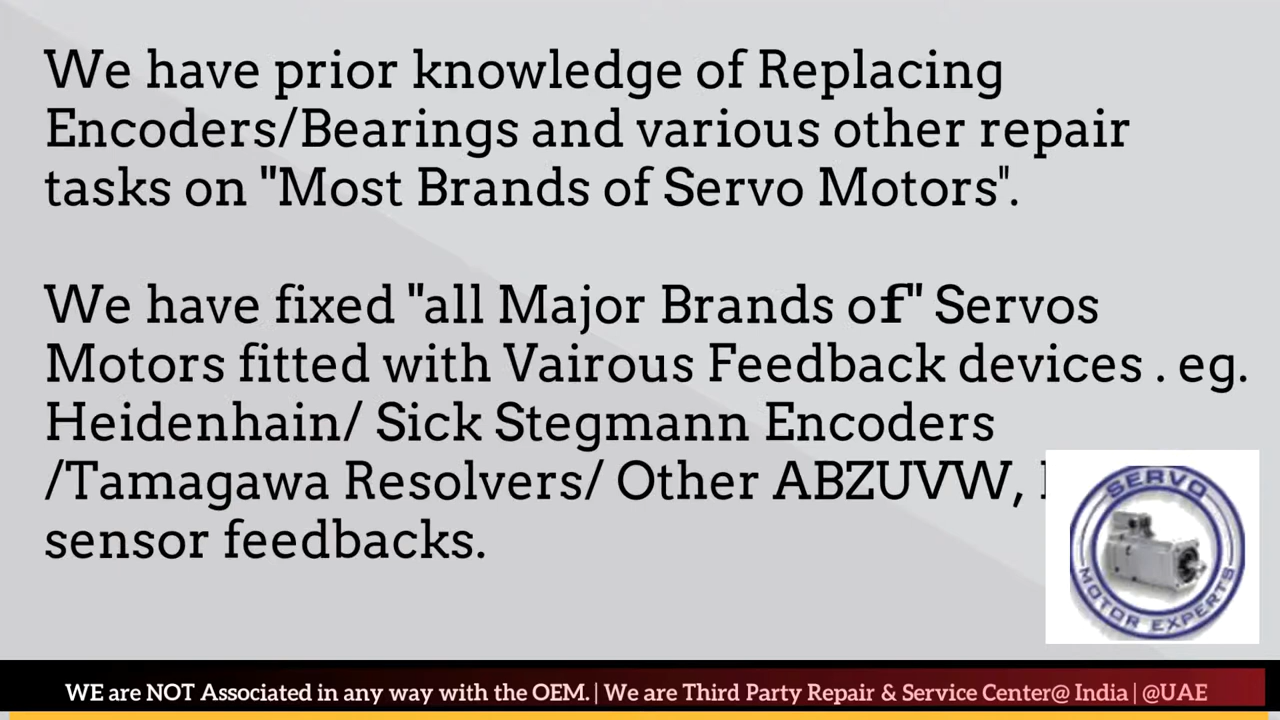 We have prior knowledge of Replacing
Encoders/Bearings and various other repair
tasks on "Most Brands of Servo Motors".
We have fixed "all Major Brands of" Servos
Motors fitted with Vairous Feedback devices . eg.
Heidenhain/ Sick Stegmann Encoders
/Tamagawa Resolvers/ Other ABZUVW,
sensor feedbacks.
SERVO
MOTOR EXPERTS
WE are NOT Associated in any way with the OEM. | We are Third Party Repair & Service Center@ India | @UAE